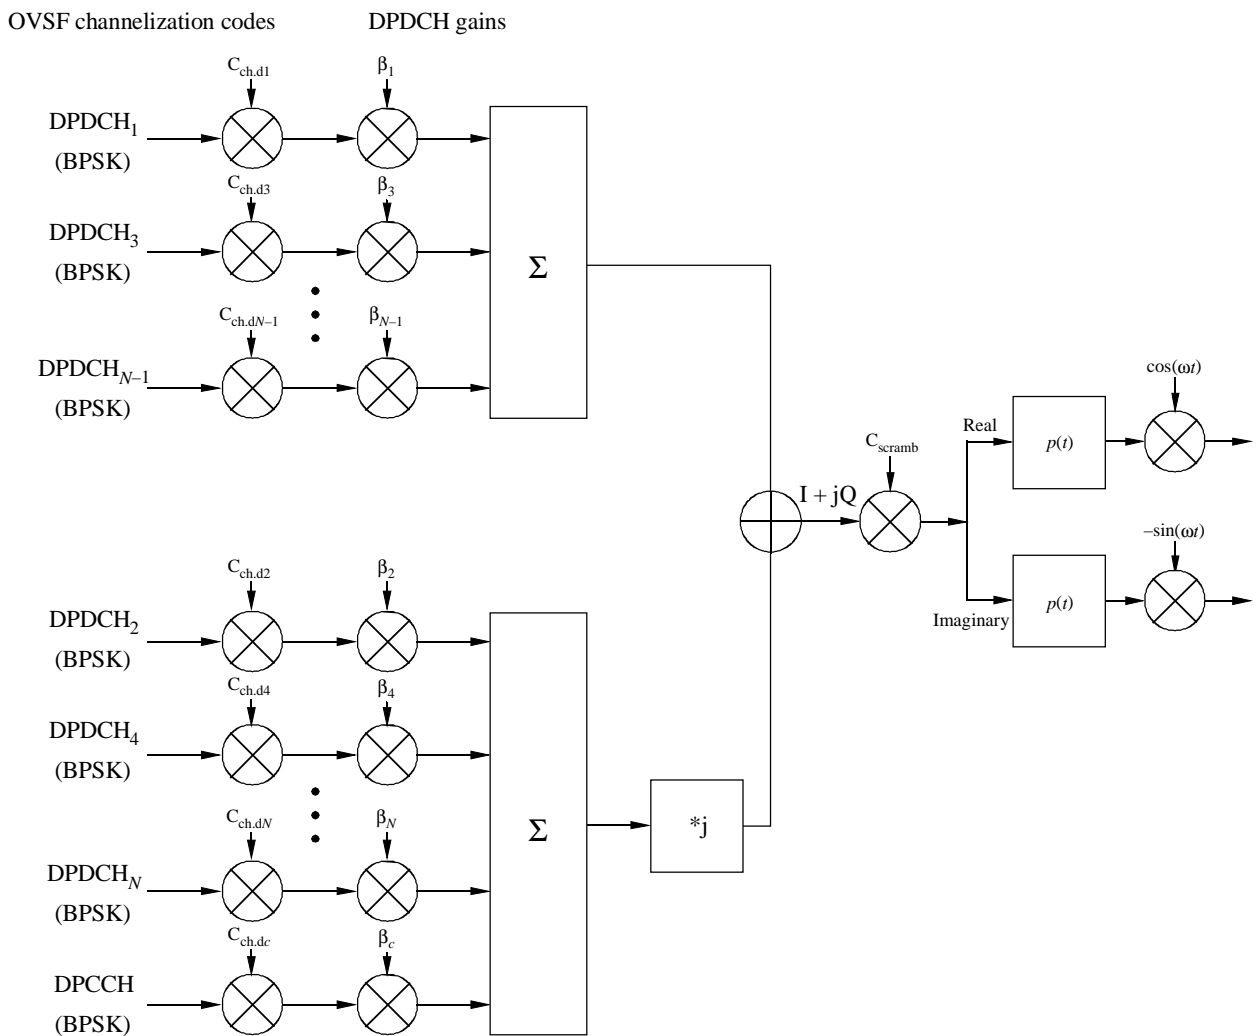 OVSF channelization codes DPDCH gains
C_ch.d1 β_1
DPDCH_1
(BPSK)
C_ch.d3 β_3
DPDCH_3
(BPSK)
Σ
C_ch.dN–1 β_N–1
DPDCH_N–1
(BPSK)
cos(ωt)
Real
p(t)
C_scramb
I + jQ
–sin(ωt)
p(t)
Imaginary
C_ch.d2 β_2
DPDCH_2
(BPSK)
C_ch.d4 β_4
DPDCH_4
(BPSK)
Σ
*j
C_ch.dN β_N
DPDCH_N
(BPSK)
C_ch.dc β_c
DPCCH
(BPSK)